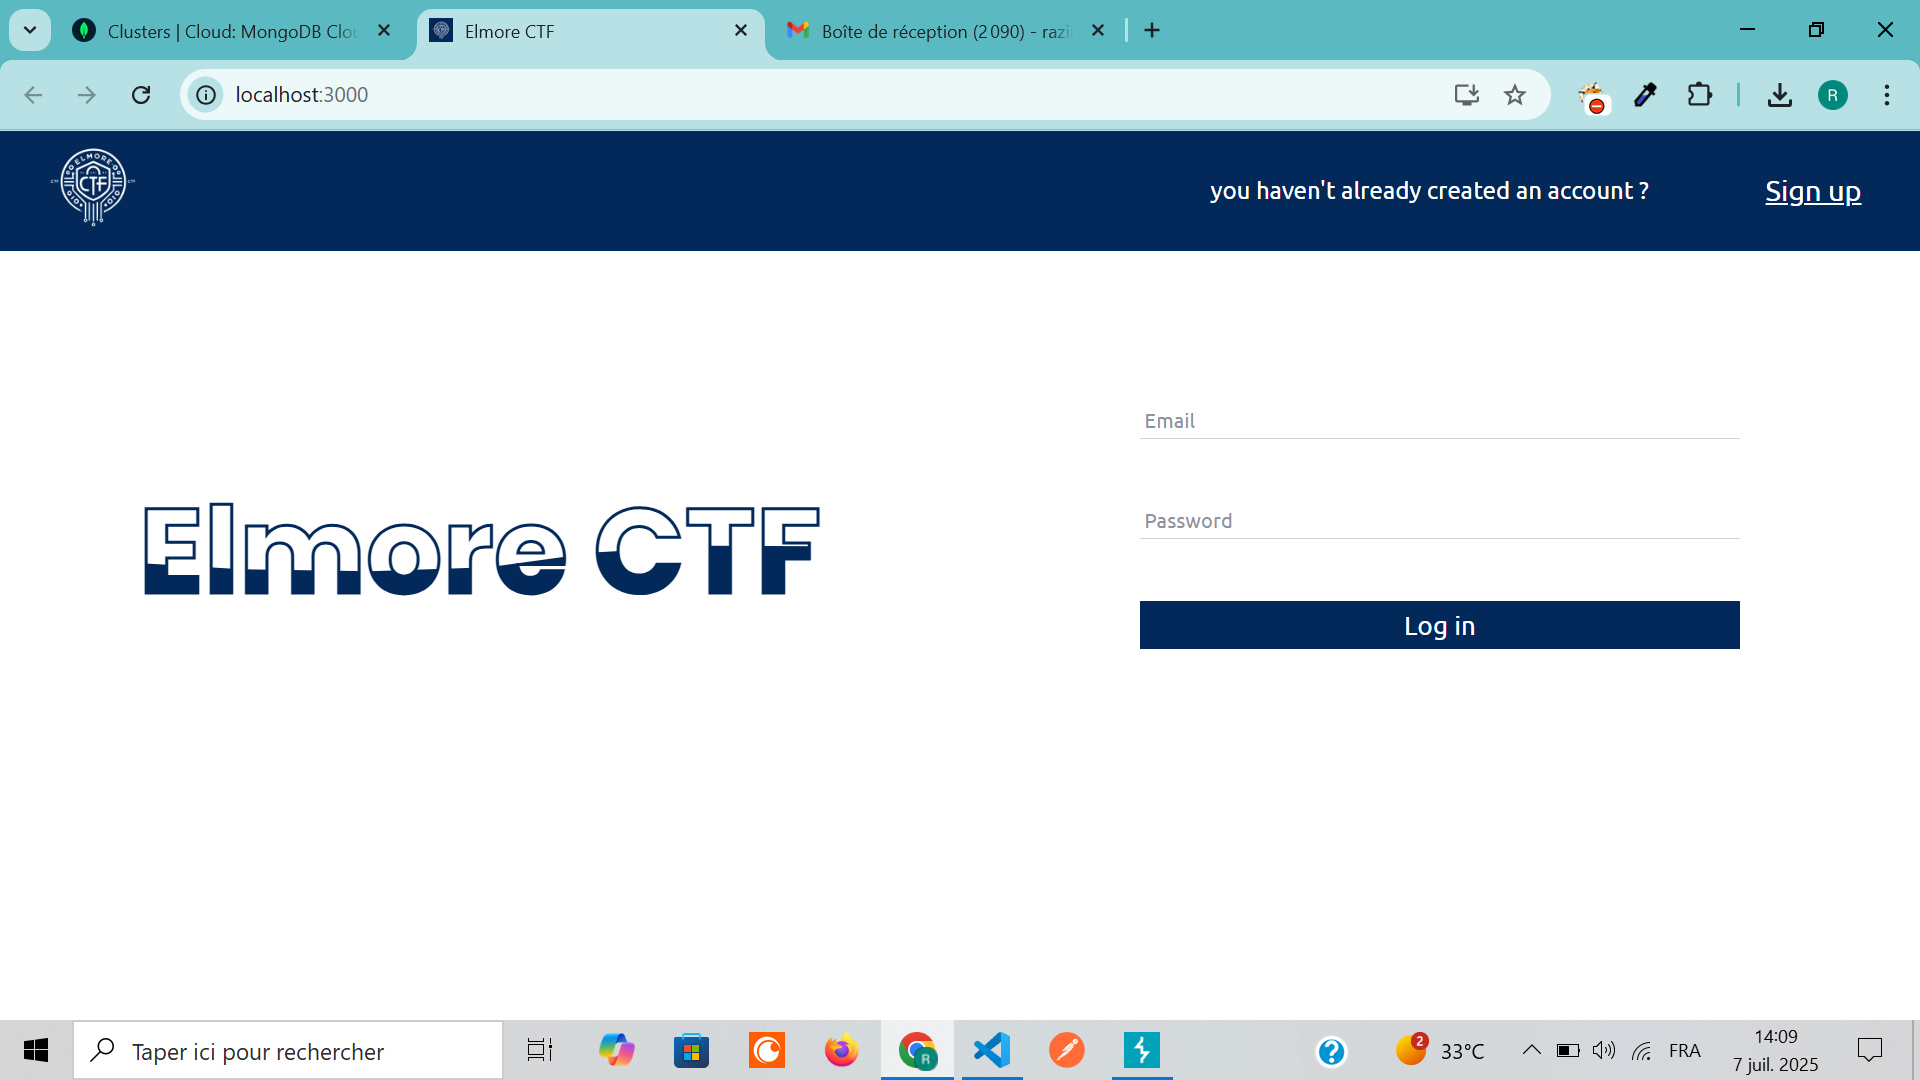 Clusters | Cloud: MongoDB Clou
Elmore CTF
Boîte de réception (2 090) - razi
localhost:3000
R
ELMORE
CTF
CTF
CTF
you haven't already created an account ?
Sign up
Email
Elmore CTF
Password
Log in
Taper ici pour rechercher
R
2
33°C
FRA
14:09
7 juil. 2025